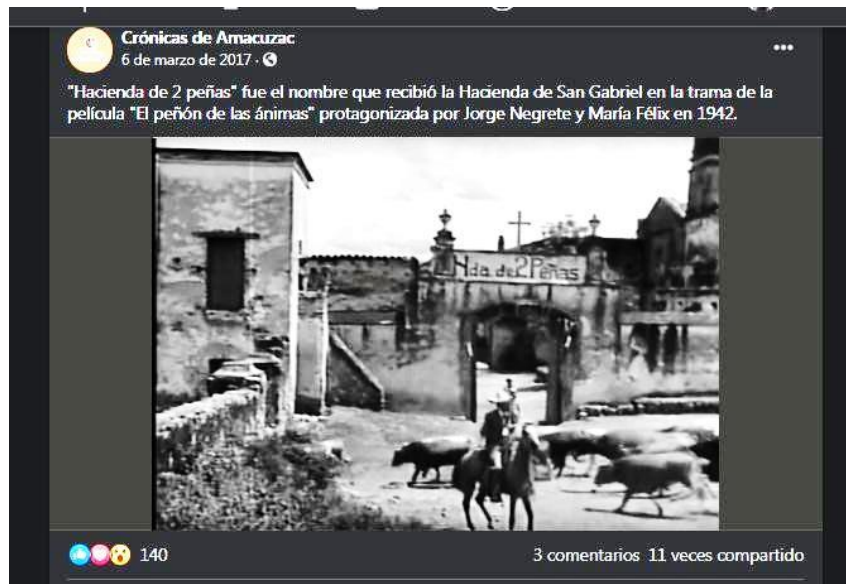 Crónicas de Amacuzac
6 de marzo de 2017 ·
"Hacienda de 2 peñas" fue el nombre que recibió la Hacienda de San Gabriel en la trama de la
película "El peñón de las ánimas" protagonizada por Jorge Negrete y María Félix en 1942.
Hda. de 2 Peñas
140
3 comentarios 11 veces compartido